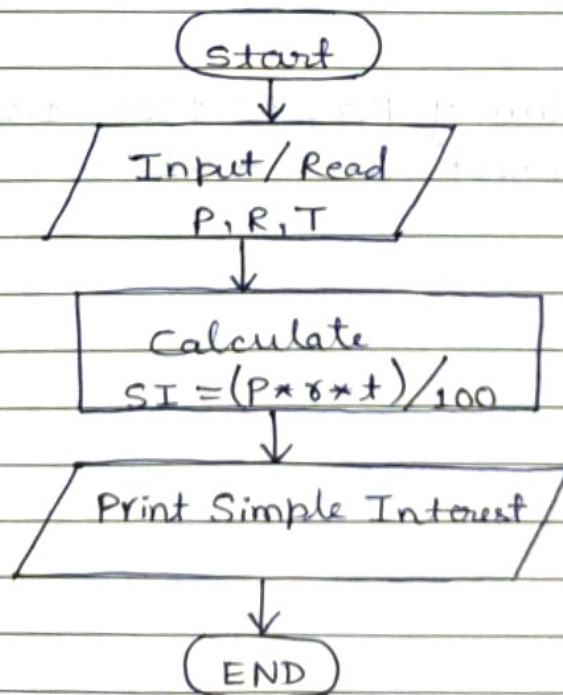 Start
Input/Read
P, R, T
Calculate
SI = (P*r*t)/100
Print Simple Interest
END